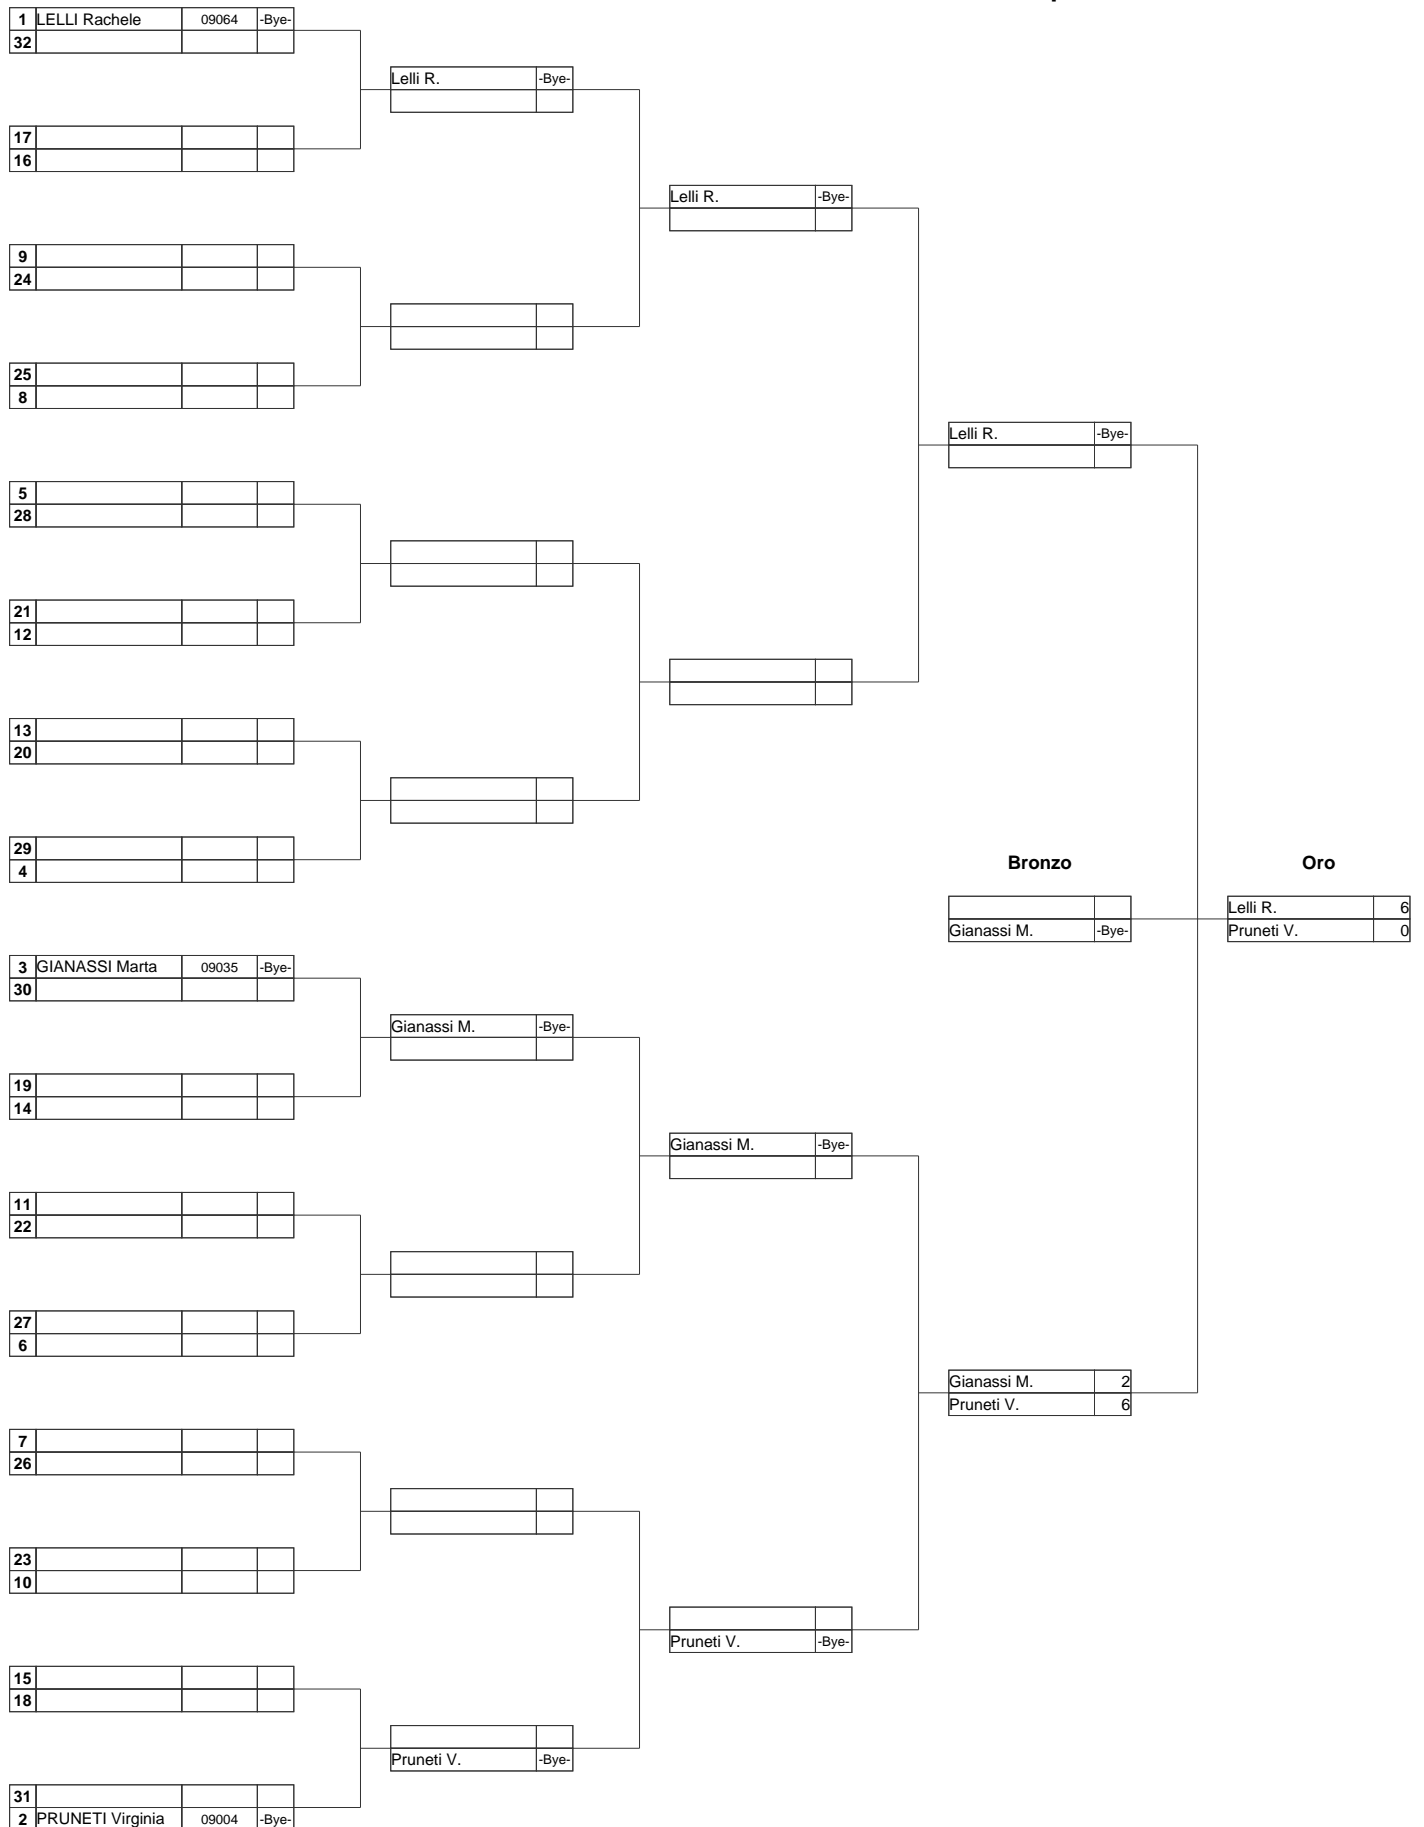 1 LELLI Rachele 09064 -Bye-
32
Lelli R. -Bye-
17
16
Lelli R. -Bye-
9
24
25
8
Lelli R. -Bye-
5
28
21
12
13
20
29
4
Bronzo Oro
Lelli R. 6
Gianassi M. -Bye- Pruneti V. 0
3 GIANASSI Marta 09035 -Bye-
30
Gianassi M. -Bye-
19
14
Gianassi M. -Bye-
11
22
27
6
Gianassi M. 2
Pruneti V. 6
7
26
23
10
Pruneti V. -Bye-
15
18
Pruneti V. -Bye-
31
2 PRUNETI Virginia 09004 -Bye-